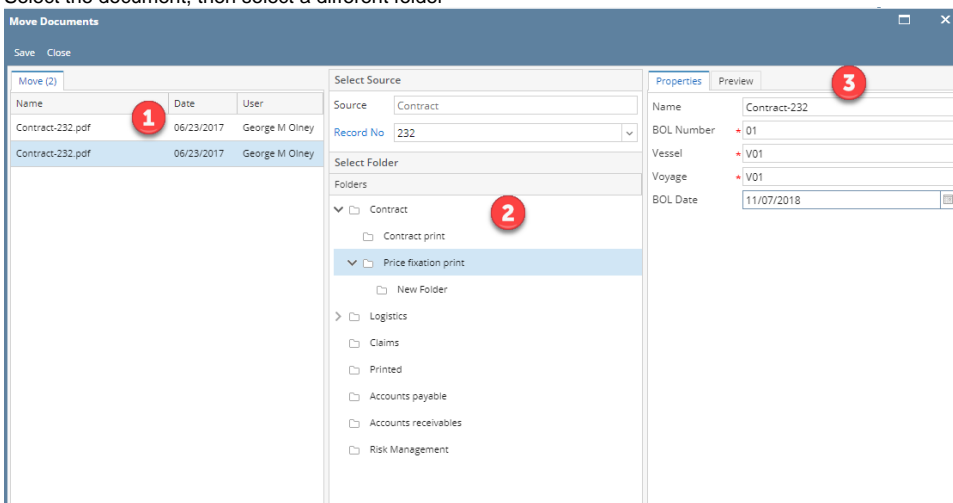 Select the document, then select a different folder
Move Documents
Save Close
Move (2)
Name Date User
Contract-232.pdf 06/23/2017 George M Olney
Contract-232.pdf 06/23/2017 George M Olney
1
Select Source
Source Contract
Record No 232
Select Folder
Folders
Contract
Contract print
Price fixation print
New Folder
Logistics
Claims
Printed
Accounts payable
Accounts receivables
Risk Management
2
Properties Preview
3
Name Contract-232
BOL Number * 01
Vessel * V01
Voyage * V01
BOL Date 11/07/2018